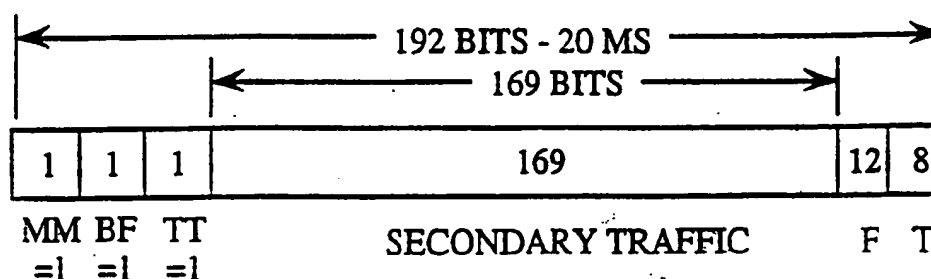 192 BITS - 20 MS
169 BITS
1 1 1 169 12 8
MM BF TT SECONDARY TRAFFIC F T
=1 =1 =1